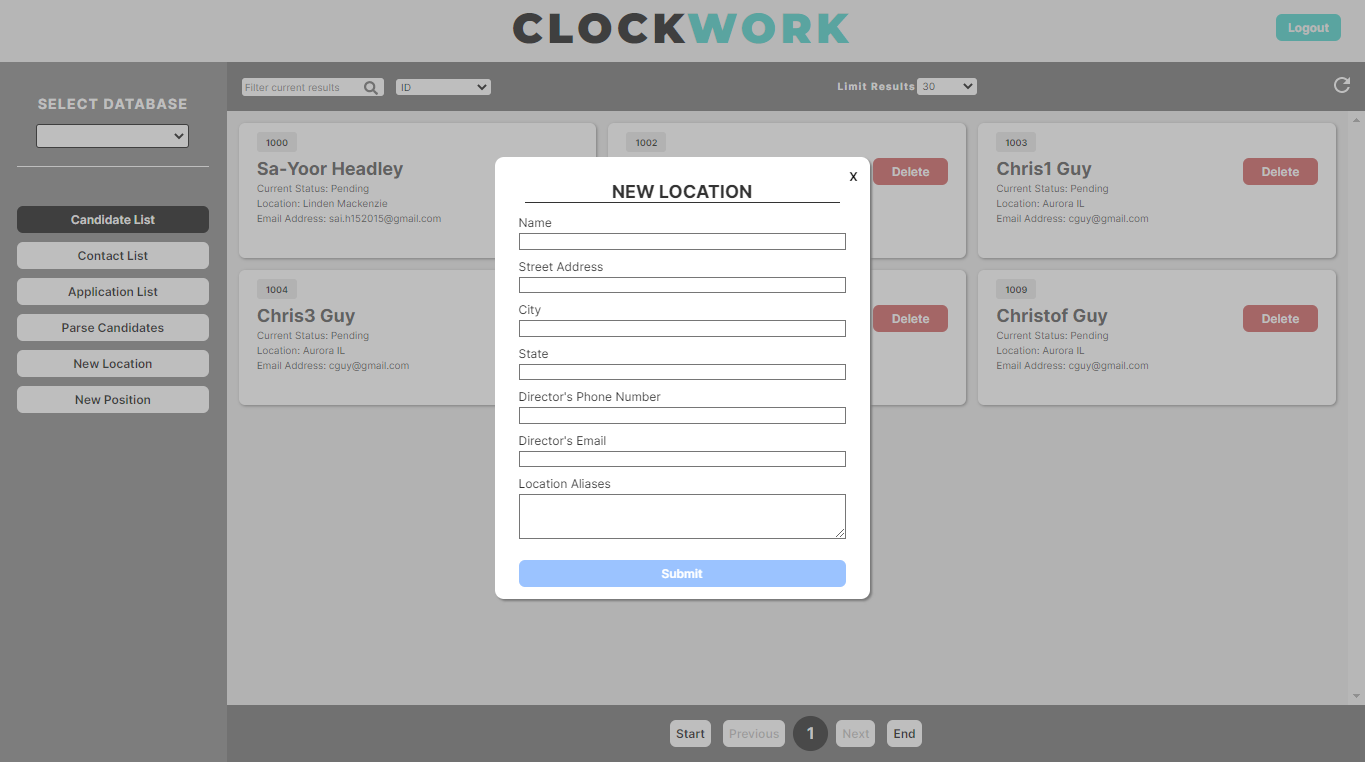 CLOCKWORK
Logout
SELECT DATABASE
Filter current results
ID
Limit Results 30
Candidate List
Contact List
Application List
Parse Candidates
New Location
New Position
1000
Sa-Yoor Headley
Current Status: Pending
Location: Linden Mackenzie
Email Address: sai.h152015@gmail.com
1002
Delete
1003
Chris1 Guy
Delete
Current Status: Pending
Location: Aurora IL
Email Address: cguy@gmail.com
1004
Chris3 Guy
Current Status: Pending
Location: Aurora IL
Email Address: cguy@gmail.com
Delete
1009
Christof Guy
Delete
Current Status: Pending
Location: Aurora IL
Email Address: cguy@gmail.com
X
NEW LOCATION
Name
Street Address
City
State
Director's Phone Number
Director's Email
Location Aliases
Submit
Start Previous 1 Next End